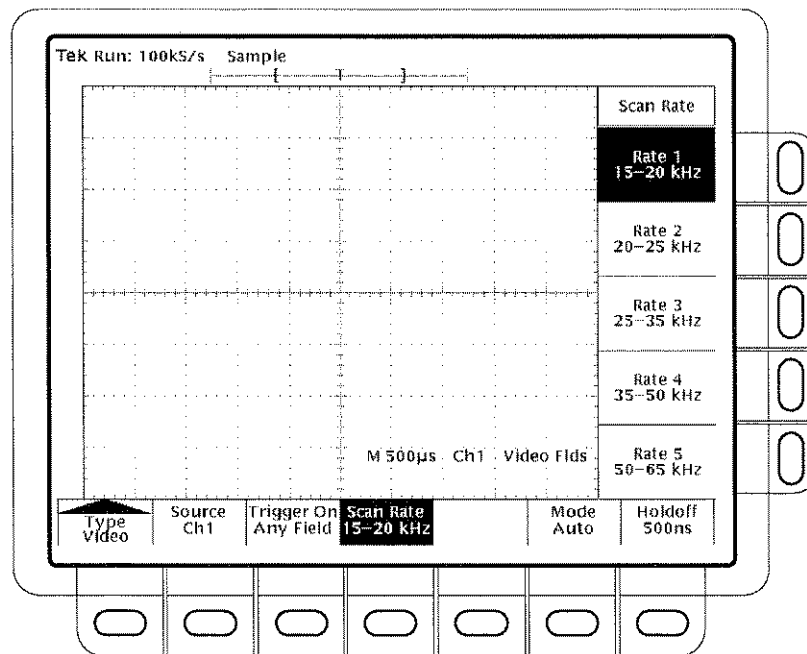 Tek Run: 100kS/s Sample
[ T ]
Scan Rate
Rate 1
15-20 kHz
Rate 2
20-25 kHz
Rate 3
25-35 kHz
Rate 4
35-50 kHz
Rate 5
50-65 kHz
M 500µs Ch1 Video Flds
Type
Video
Source
Ch1
Trigger On
Any Field
Scan Rate
15-20 kHz
Mode
Auto
Holdoff
500ns